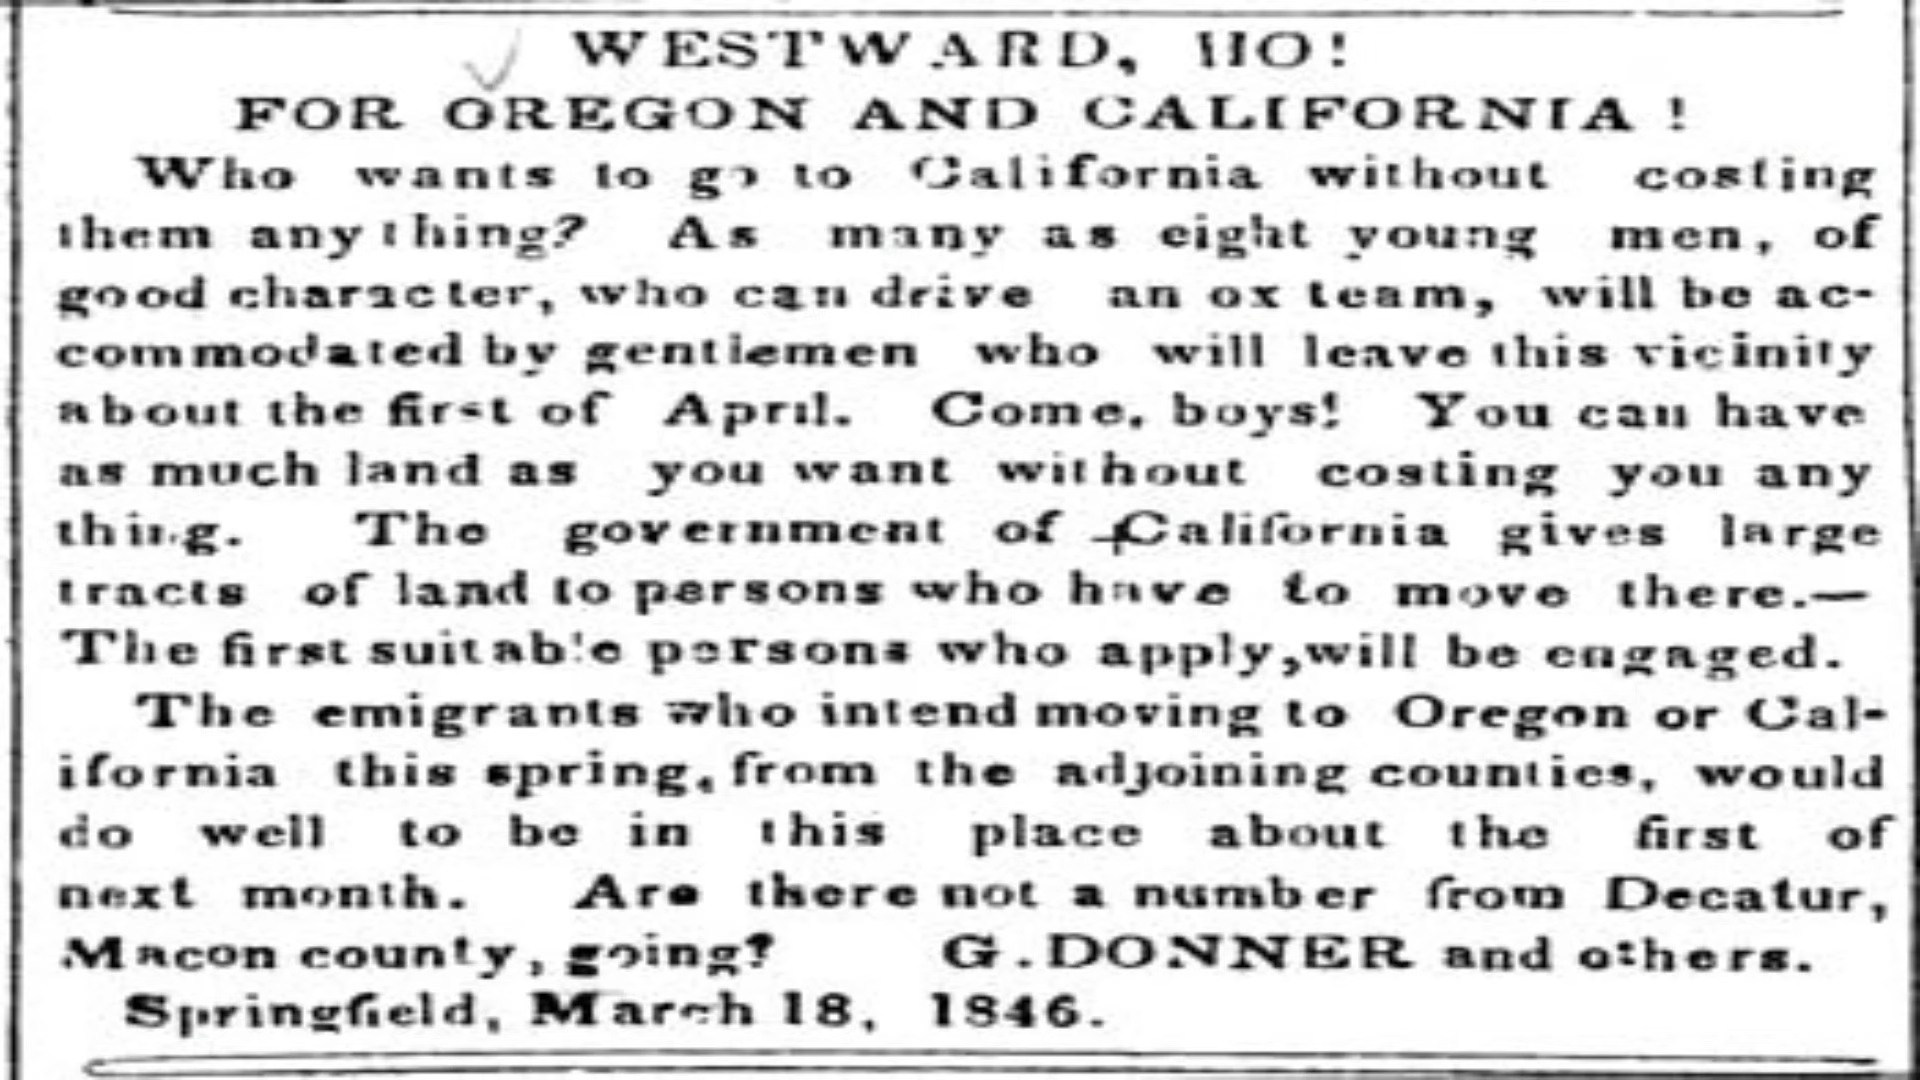 WESTWARD, HO!
FOR OREGON AND CALIFORNIA!
Who wants to go to California without costing
them any thing? As many as eight young men, of
good character, who can drive an ox team, will be ac-
commodated by gentlemen who will leave this vicinity
about the first of April. Come, boys! You can have
as much land as you want without costing you any
thing. The government of California gives large
tracts of land to persons who have to move there.—
The first suitable persons who apply, will be engaged.
The emigrants who intend moving to Oregon or Cal-
ifornia this spring, from the adjoining counties, would
do well to be in this place about the first of
next month. Are there not a number from Decatur,
Macon county, going? G. DONNER and others.
Springfield, March 18, 1846.